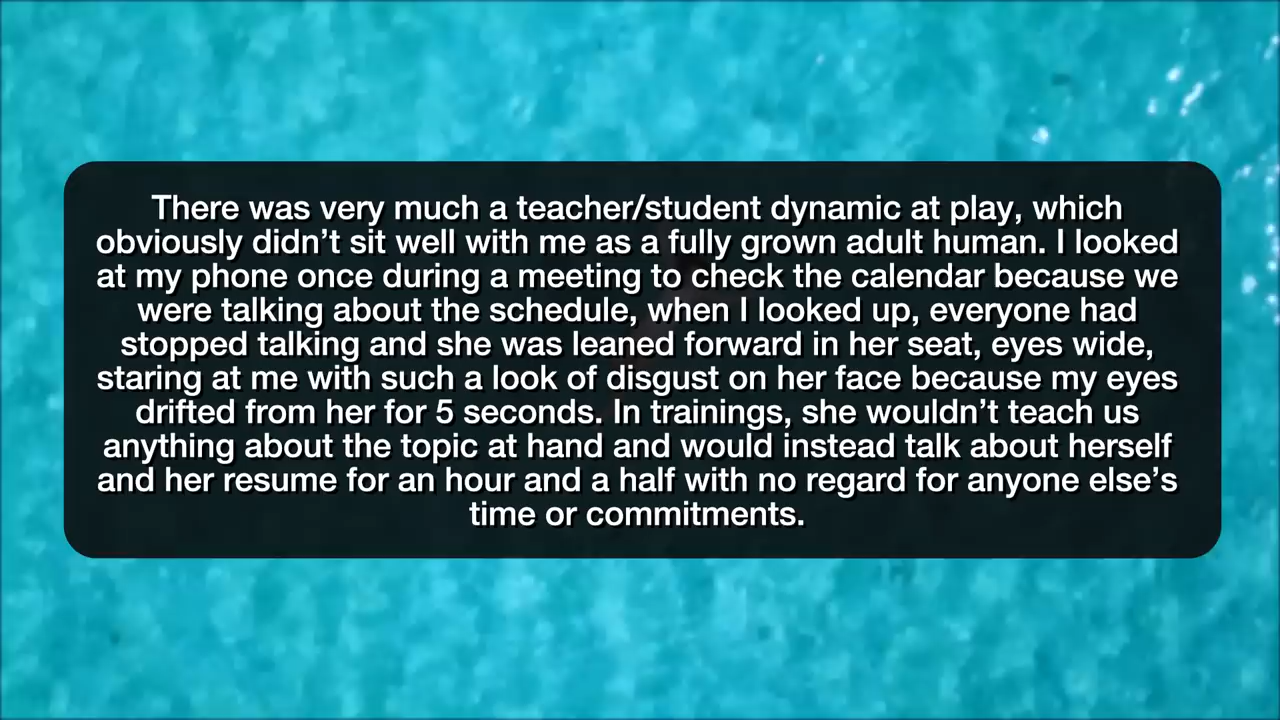 There was very much a teacher/student dynamic at play, which
obviously didn’t sit well with me as a fully grown adult human. I looked
at my phone once during a meeting to check the calendar because we
were talking about the schedule, when I looked up, everyone had
stopped talking and she was leaned forward in her seat, eyes wide,
staring at me with such a look of disgust on her face because my eyes
drifted from her for 5 seconds. In trainings, she wouldn’t teach us
anything about the topic at hand and would instead talk about herself
and her resume for an hour and a half with no regard for anyone else’s
time or commitments.